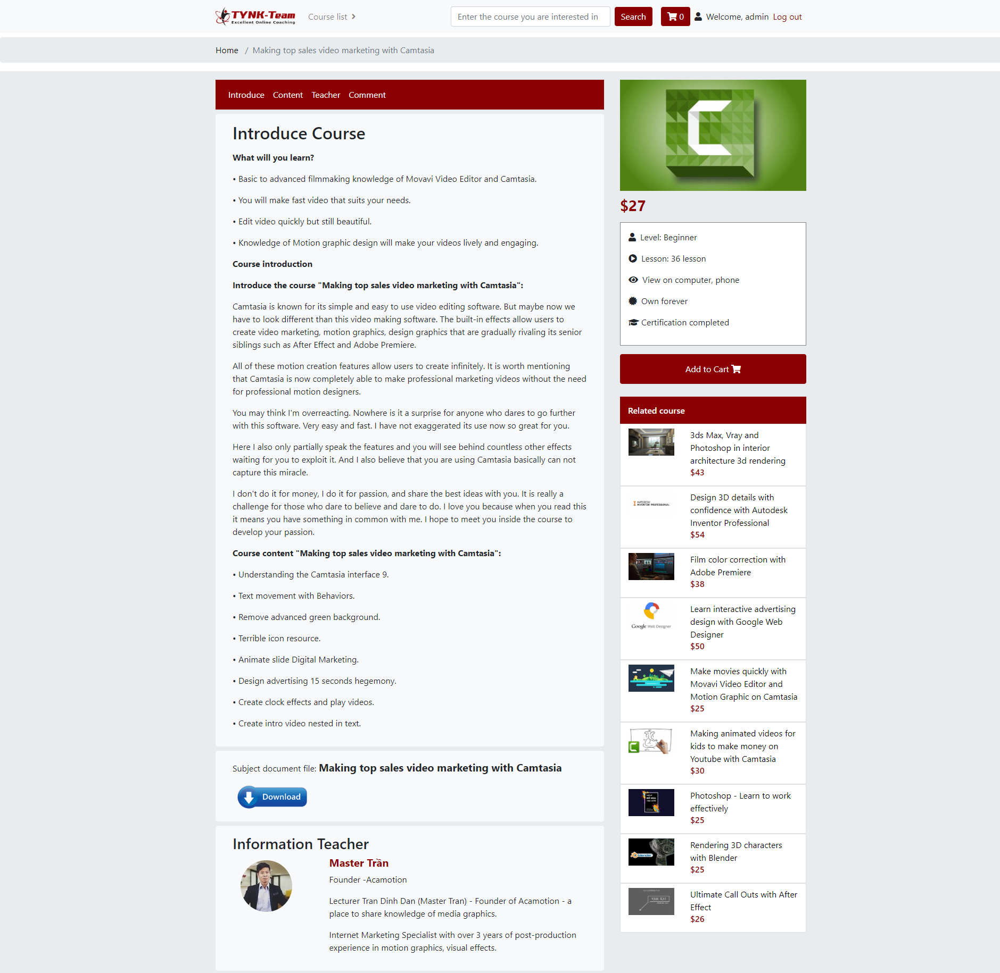 TYNK-Team
Excellent Online Coaching
Course list
Enter the course you are interested in
Search
0
Welcome, admin
Log out
Home / Making top sales video marketing with Camtasia
Introduce
Content
Teacher
Comment
Introduce Course
What will you learn?
• Basic to advanced filmmaking knowledge of Movavi Video Editor and Camtasia.
• You will make fast video that suits your needs.
• Edit video quickly but still beautiful.
• Knowledge of Motion graphic design will make your videos lively and engaging.
Course introduction
Introduce the course "Making top sales video marketing with Camtasia":
Camtasia is known for its simple and easy to use video editing software. But maybe now we
have to look different than this video making software. The built-in effects allow users to
create video marketing, motion graphics, design graphics that are gradually rivaling its senior
siblings such as After Effect and Adobe Premiere.
All of these motion creation features allow users to create infinitely. It is worth mentioning
that Camtasia is now completely able to make professional marketing videos without the need
for professional motion designers.
You may think I'm overreacting. Nowhere is it a surprise for anyone who dares to go further
with this software. Very easy and fast. I have not exaggerated its use now so great for you.
Here I also only partially speak the features and you will see behind countless other effects
waiting for you to exploit it. And I also believe that you are using Camtasia basically can not
capture this miracle.
I don't do it for money, I do it for passion, and share the best ideas with you. It is really a
challenge for those who dare to believe and dare to do. I love you because when you read this
it means you have something in common with me. I hope to meet you inside the course to
develop your passion.
Course content "Making top sales video marketing with Camtasia":
• Understanding the Camtasia interface 9.
• Text movement with Behaviors.
• Remove advanced green background.
• Terrible icon resource.
• Animate slide Digital Marketing.
• Design advertising 15 seconds hegemony.
• Create clock effects and play videos.
• Create intro video nested in text.
Subject document file: Making top sales video marketing with Camtasia
Download
Information Teacher
Master Trần
Founder -Acamotion
Lecturer Tran Dinh Dan (Master Tran) - Founder of Acamotion - a
place to share knowledge of media graphics.
Internet Marketing Specialist with over 3 years of post-production
experience in motion graphics, visual effects.
C
$27
Level: Beginner
Lesson: 36 lesson
View on computer, phone
Own forever
Certification completed
Add to Cart
Related course
3ds Max, Vray and
Photoshop in interior
architecture 3d rendering
$43
AUTODESK
INVENTOR PROFESSIONAL
Design 3D details with
confidence with Autodesk
Inventor Professional
$54
Film color correction with
Adobe Premiere
$38
Google Web Designer
Learn interactive advertising
design with Google Web
Designer
$50
Make movies quickly with
Movavi Video Editor and
Motion Graphic on Camtasia
$25
C
Making animated videos for
kids to make money on
Youtube with Camtasia
$30
Photoshop - Learn to work
effectively
$25
blender
Rendering 3D characters
with Blender
$25
YOUR TEXT
Ultimate Call Outs with After
Effect
$26